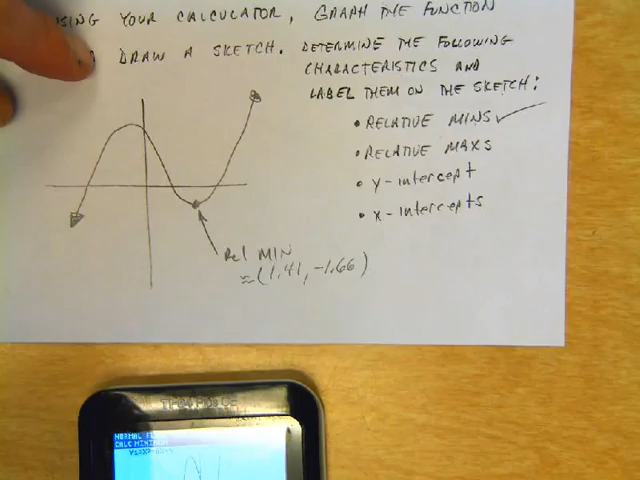 USING YOUR CALCULATOR, GRAPH THE FUNCTION
DRAW A SKETCH. DETERMINE THE FOLLOWING
CHARACTERISTICS AND
LABEL THEM ON THE SKETCH:
• RELATIVE MINS ✓
• RELATIVE MAXS
• y-intercept
• x-intercepts
Rel MIN
≈(1.41, -1.66)
NORMAL
CALC MINIMUM